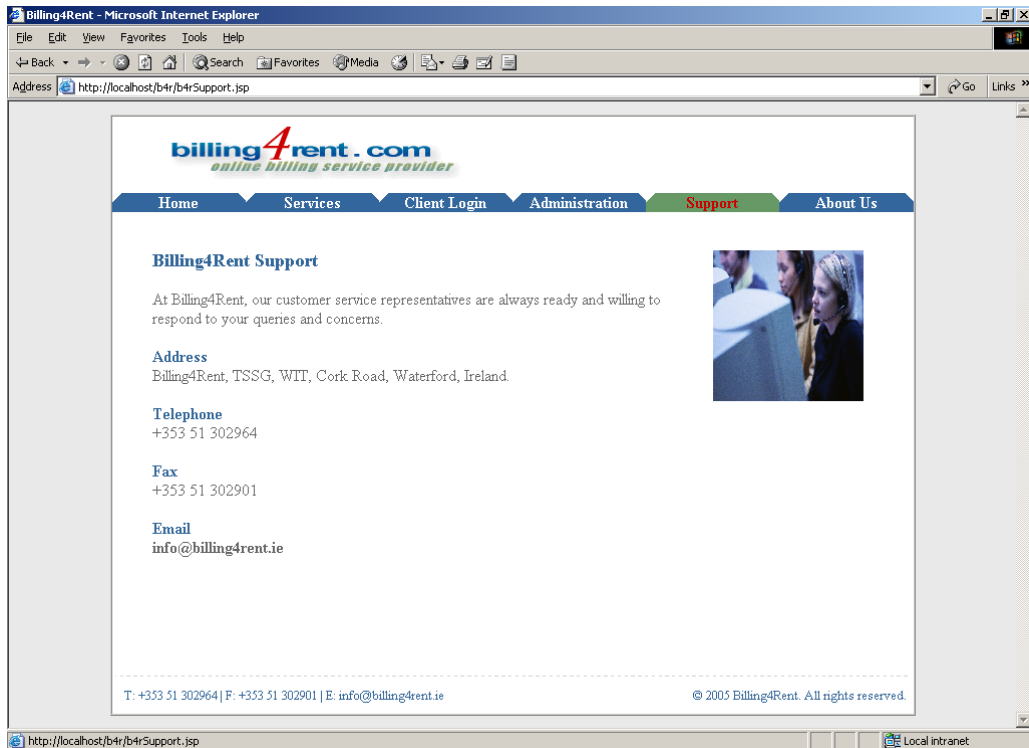 Billing4Rent - Microsoft Internet Explorer
File Edit View Favorites Tools Help
Back Search Favorites Media
Address http://localhost/b4r/b4rSupport.jsp Go Links »
billing4rent.com
online billing service provider
Home Services Client Login Administration Support About Us
Billing4Rent Support
At Billing4Rent, our customer service representatives are always ready and willing to
respond to your queries and concerns.
Address
Billing4Rent, TSSG, WIT, Cork Road, Waterford, Ireland.
Telephone
+353 51 302964
Fax
+353 51 302901
Email
info@billing4rent.ie
T: +353 51 302964 | F: +353 51 302901 | E: info@billing4rent.ie © 2005 Billing4Rent. All rights reserved.
http://localhost/b4r/b4rSupport.jsp Local intranet